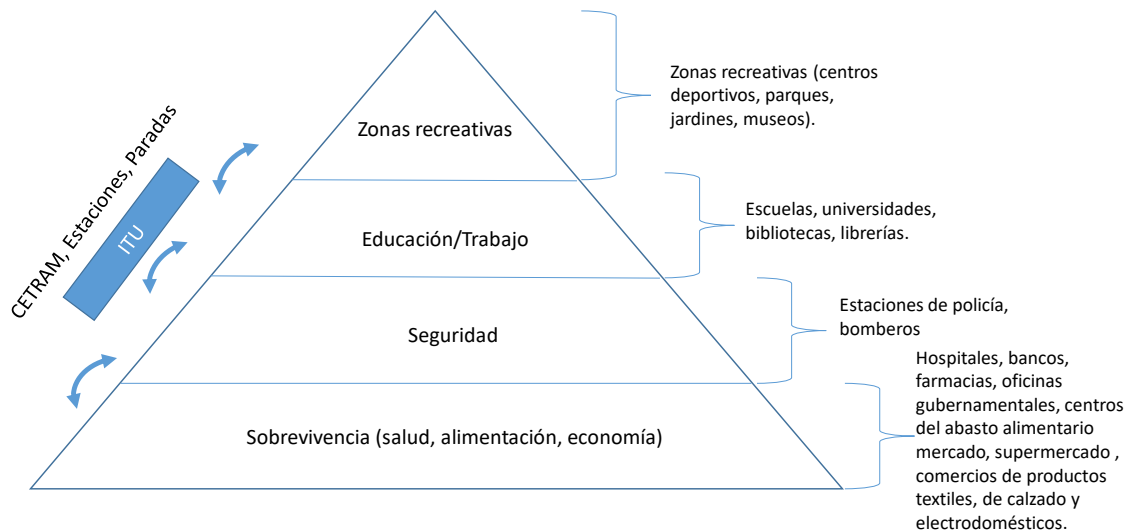 Zonas recreativas
Zonas recreativas (centros
deportivos, parques,
jardines, museos).
CETRAM, Estaciones, Paradas
ITU
Educación/Trabajo
Escuelas, universidades,
bibliotecas, librerías.
Seguridad
Estaciones de policía,
bomberos
Sobrevivencia (salud, alimentación, economía)
Hospitales, bancos,
farmacias, oficinas
gubernamentales, centros
del abasto alimentario
mercado, supermercado ,
comercios de productos
textiles, de calzado y
electrodomésticos.